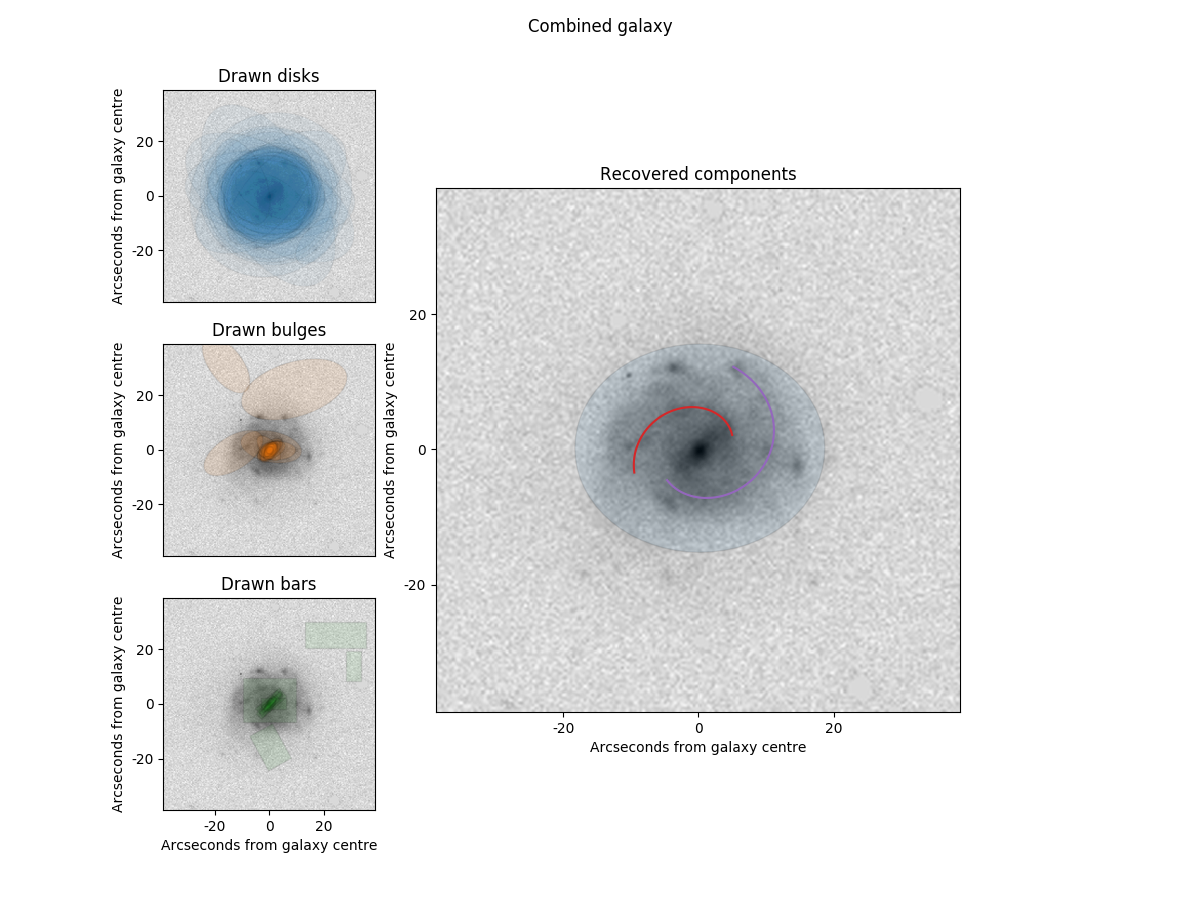 Combined galaxy
Drawn disks
Arcseconds from galaxy centre
20
0
-20
Drawn bulges
Arcseconds from galaxy centre
20
0
-20
Drawn bars
Arcseconds from galaxy centre
20
0
-20
-20 0 20
Arcseconds from galaxy centre
Recovered components
Arcseconds from galaxy centre
20
0
-20
-20 0 20
Arcseconds from galaxy centre